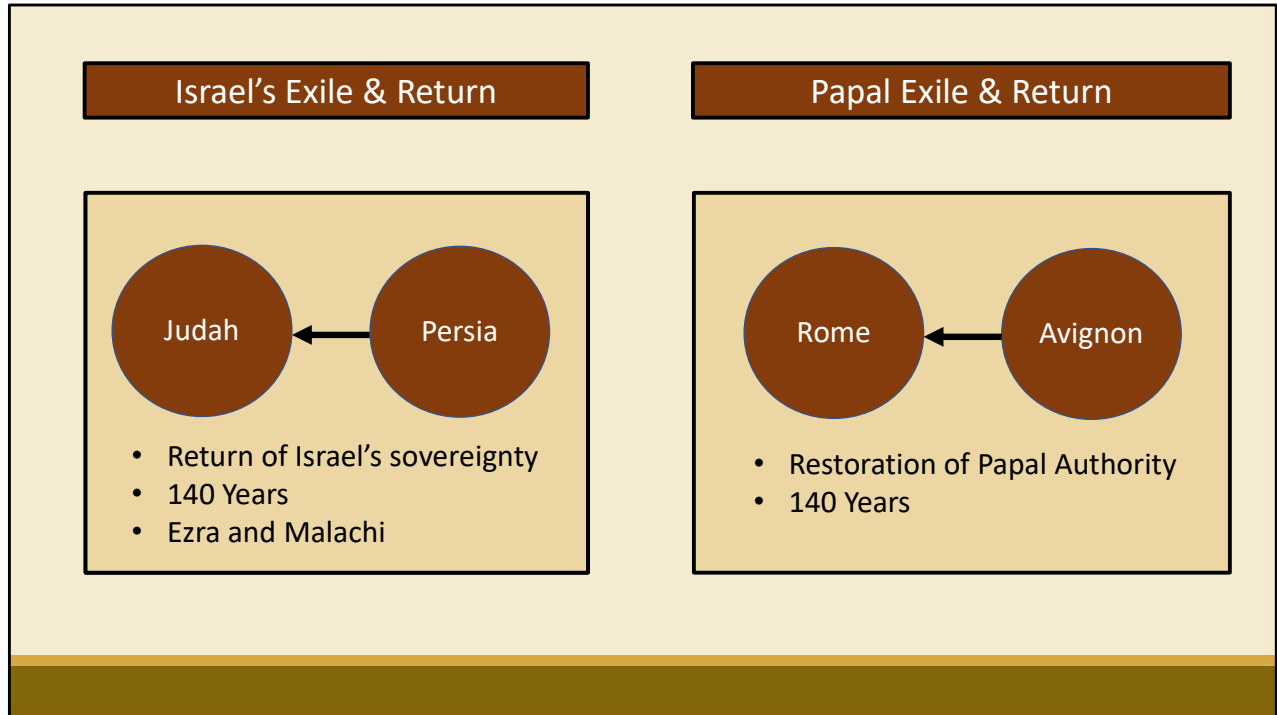 Israel’s Exile & Return
Judah
Persia
• Return of Israel’s sovereignty
• 140 Years
• Ezra and Malachi
Papal Exile & Return
Rome
Avignon
• Restoration of Papal Authority
• 140 Years